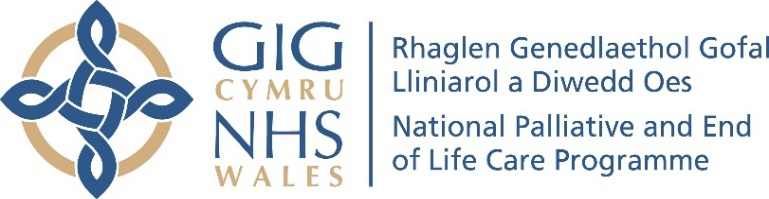 GIG
CYMRU
NHS
WALES
Rhaglen Genedlaethol Gofal
Lliniarol a Diwedd Oes
National Palliative and End
of Life Care Programme